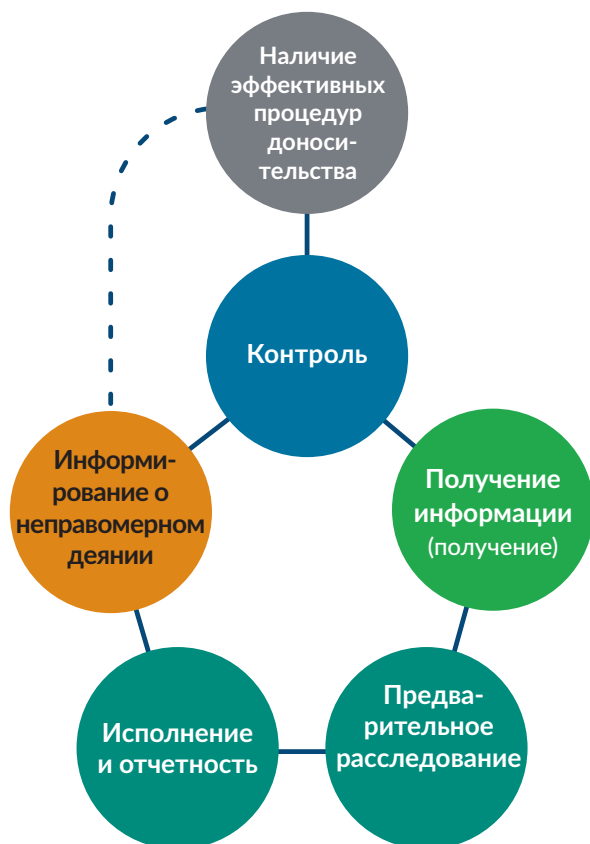 Наличие
эффективных
процедур
доноси-
тельства
Контроль
Информи-
рование о
неправомерном
деянии
Получение
информации
(получение)
Исполнение
и отчетность
Предва-
рительное
расследование